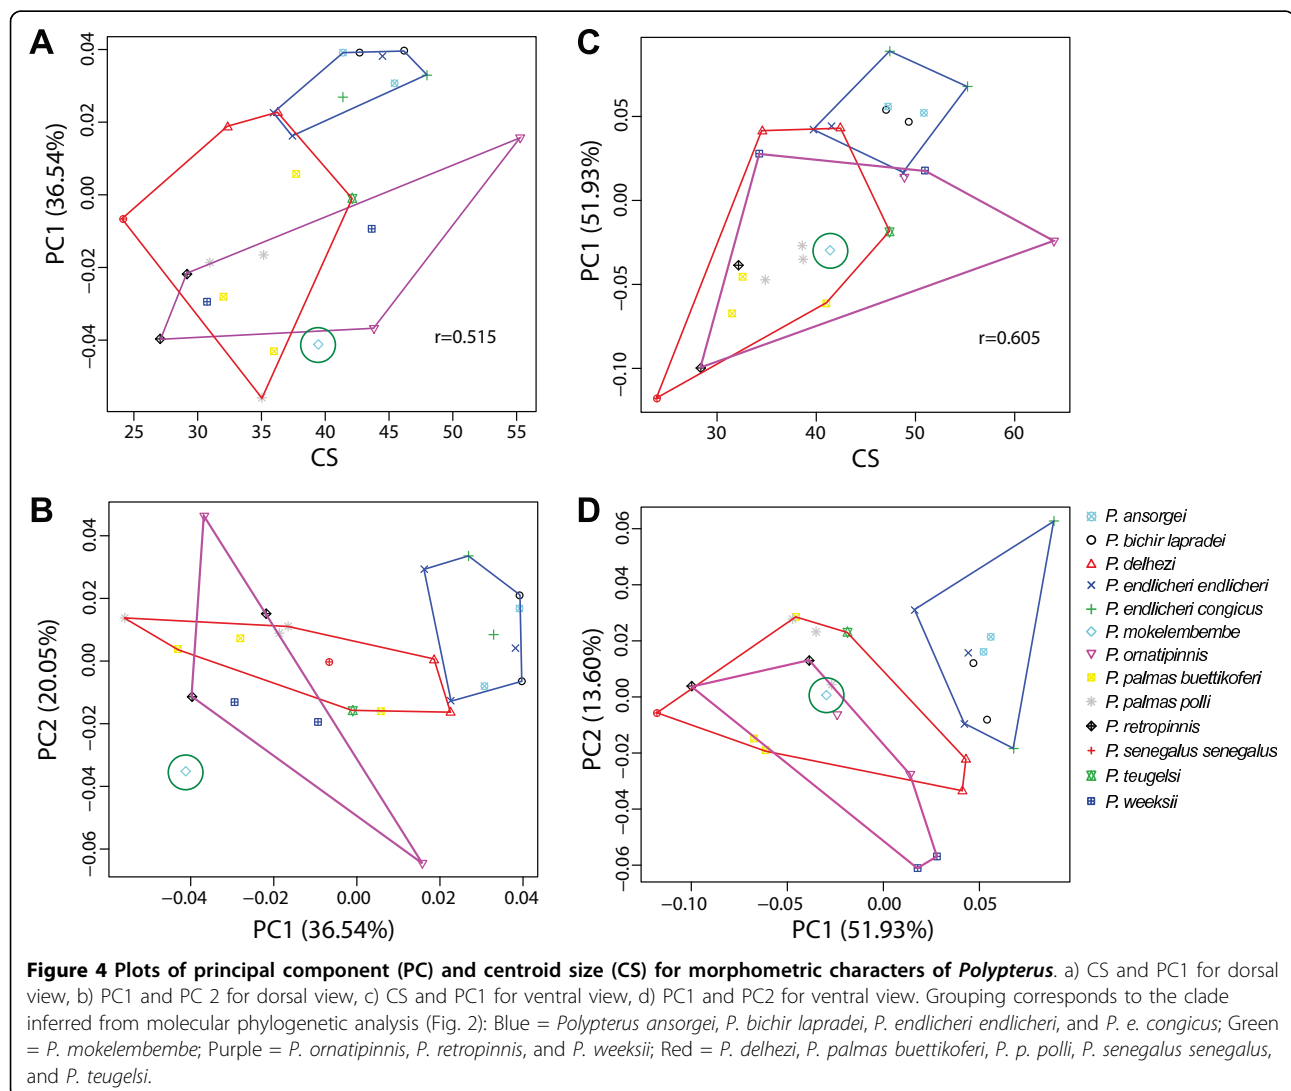 A
0.04
0.02
0.00
−0.02
−0.04
PC1 (36.54%)
r=0.515
25 30 35 40 45 50 55
CS
C
0.05
0.00
−0.05
−0.10
PC1 (51.93%)
r=0.605
30 40 50 60
CS
B
0.04
0.02
0.00
−0.02
−0.04
−0.06
PC2 (20.05%)
−0.04 −0.02 0.00 0.02 0.04
PC1 (36.54%)
D
0.06
0.04
0.02
0.00
−0.02
−0.04
−0.06
PC2 (13.60%)
−0.10 −0.05 0.00 0.05
PC1 (51.93%)
P. ansorgei
P. bichir lapradei
P. delhezi
P. endlicheri endlicheri
P. endlicheri congicus
P. mokelembembe
P. ornatipinnis
P. palmas buettikoferi
P. palmas polli
P. retropinnis
P. senegalus senegalus
P. teugelsi
P. weeksii
Figure 4 Plots of principal component (PC) and centroid size (CS) for morphometric characters of Polypterus. a) CS and PC1 for dorsal
view, b) PC1 and PC 2 for dorsal view, c) CS and PC1 for ventral view, d) PC1 and PC2 for ventral view. Grouping corresponds to the clade
inferred from molecular phylogenetic analysis (Fig. 2): Blue = Polypterus ansorgei, P. bichir lapradei, P. endlicheri endlicheri, and P. e. congicus; Green
= P. mokelembembe; Purple = P. ornatipinnis, P. retropinnis, and P. weeksii; Red = P. delhezi, P. palmas buettikoferi, P. p. polli, P. senegalus senegalus,
and P. teugelsi.